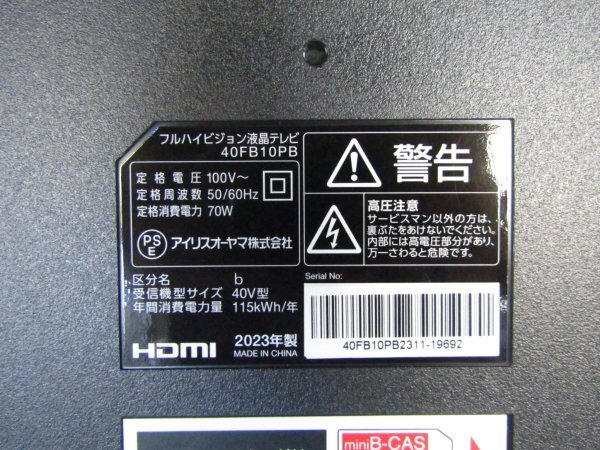 フルハイビジョン液晶テレビ
40FB10PB
定格電圧 100V～
定格周波数 50/60Hz
定格消費電力 70W
PS
E
アイリスオーヤマ株式会社
区分名 b
受信機型サイズ 40V型
年間消費電力量 115kWh/年
HDMI
2023年製
MADE IN CHINA
警告
高圧注意
サービスマン以外の方は、
裏ぶたをあけないでください。
内部には高電圧部分があり、
万一さわると危険です。
Serial No:
40FB10PB2311-19692
miniB-CAS